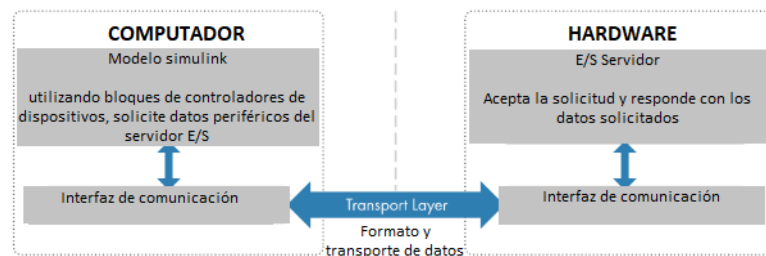 COMPUTADOR
Modelo simulink
utilizando bloques de controladores de
dispositivos, solicite datos periféricos del
servidor E/S
Interfaz de comunicación
Transport Layer
Formato y
transporte de datos
HARDWARE
E/S Servidor
Acepta la solicitud y responde con los
datos solicitados
Interfaz de comunicación